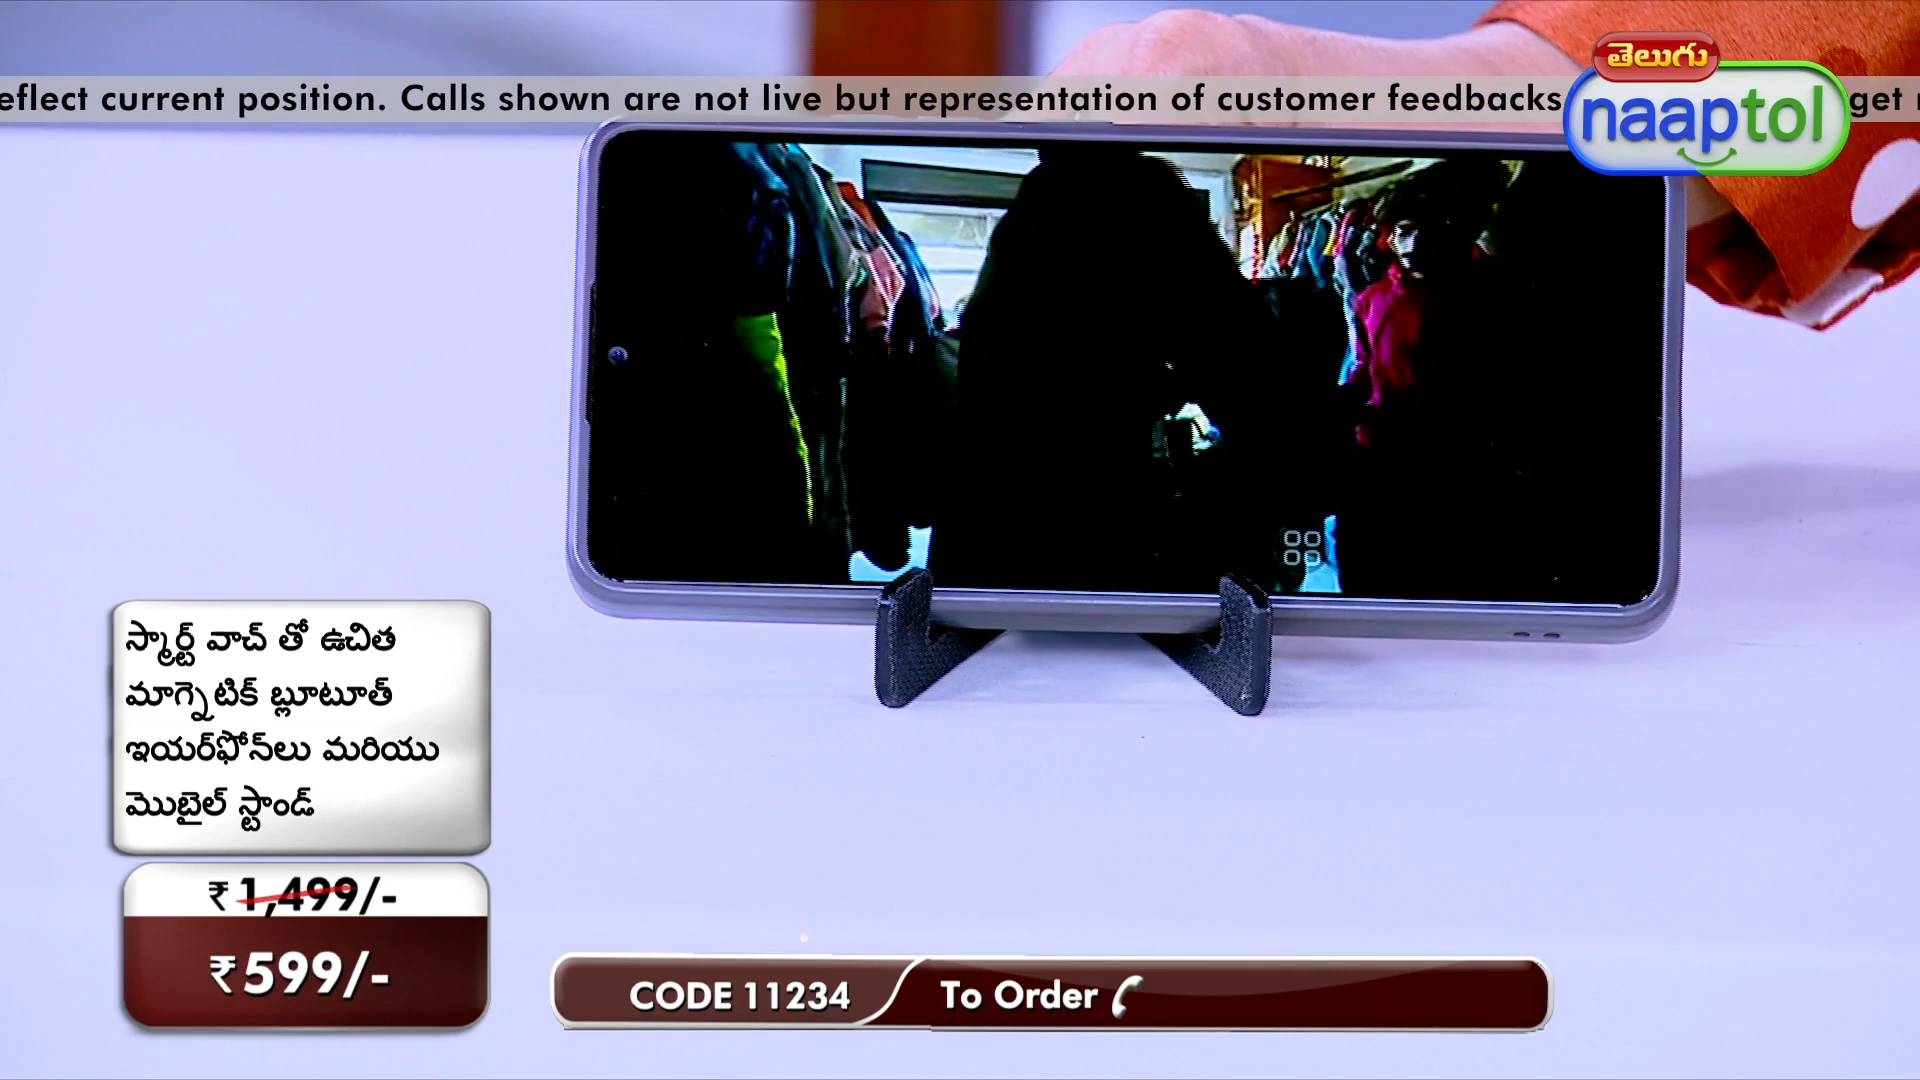 తెలుగు
eflect current position. Calls shown are not live but representation of customer feedbacks
get
naaptol
స్మార్ట్ వాచ్ తో ఉచిత
మాగ్నెటిక్ బ్లూటూత్
ఇయర్‌ఫోన్‌లు మరియు
మొబైల్ స్టాండ్
₹ 1,499/-
₹599/-
CODE 11234 To Order